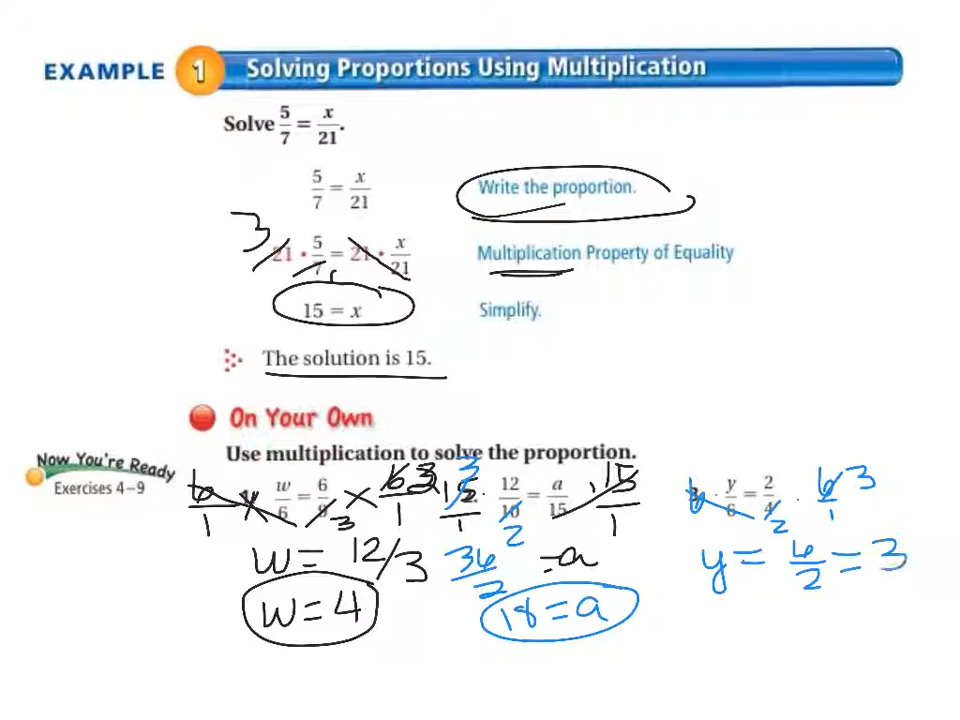 EXAMPLE 1 Solving Proportions Using Multiplication
Solve 5/7 = x/21.
5/7 = x/21 Write the proportion.
3
21 · 5/7 = 21 · x/21 Multiplication Property of Equality
15 = x Simplify.
The solution is 15.
On Your Own
Now You're Ready
Exercises 4–9
Use multiplication to solve the proportion.
6/1 w/6 = 6/9 3 × 6/1 15/1 · 12/10 2 = a/15 · 15/1 · y/6 = 2/4 2 · 6/1 3
w = 12/3 36/2 = a y = 6/2 = 3
w = 4 18 = a